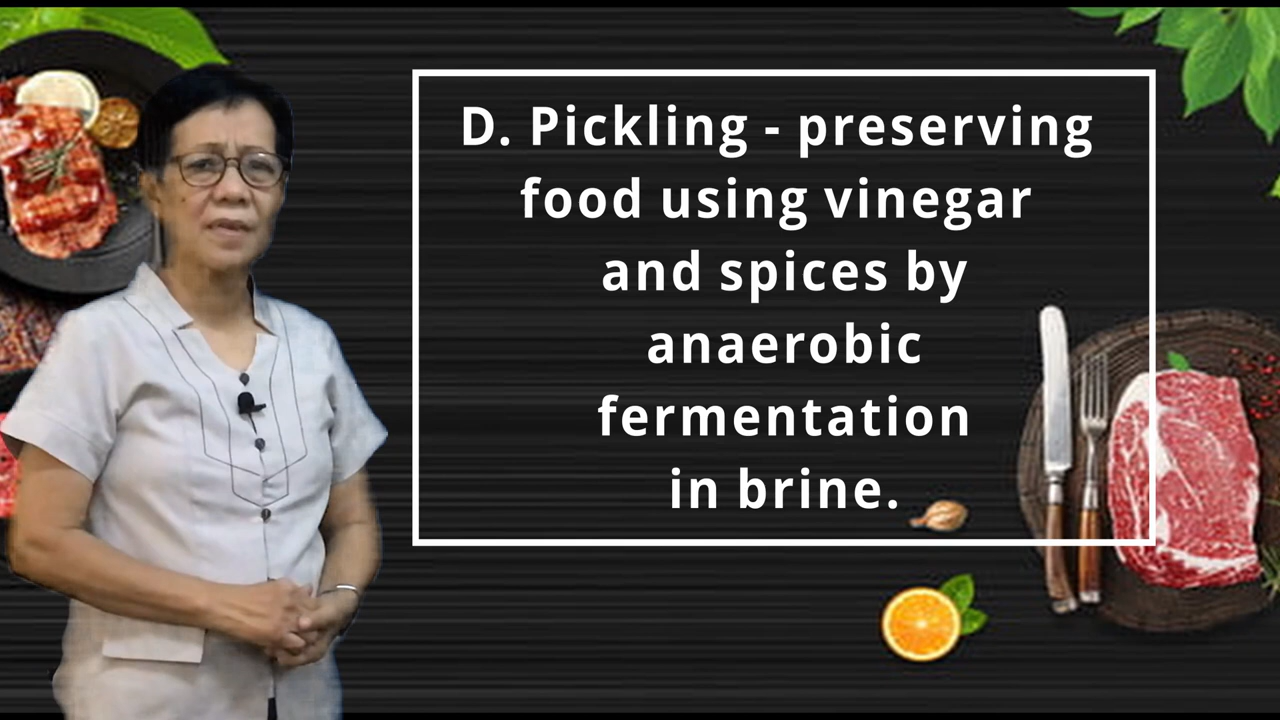 D. Pickling - preserving
food using vinegar
and spices by
anaerobic
fermentation
in brine.